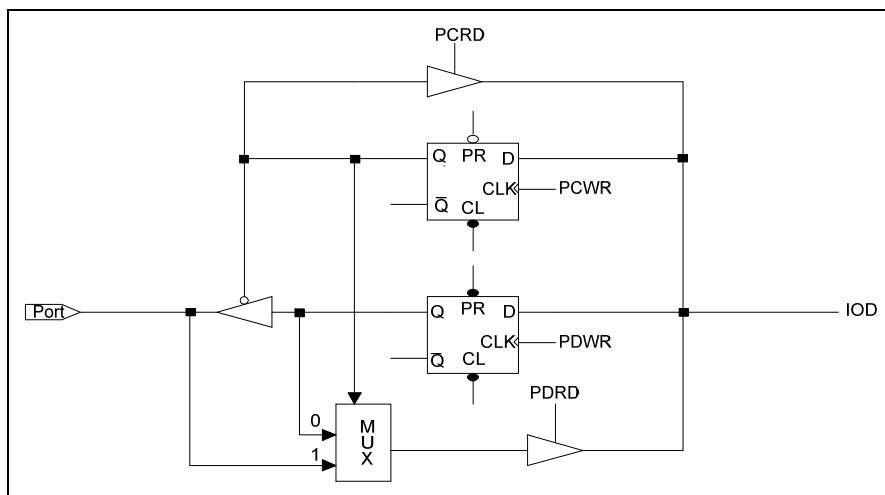 PCRD
Q PR D
CLK PCWR
Q̅ CL
Port
Q PR D
IOD
CLK PDWR
Q̅ CL
PDRD
0
1
M
U
X